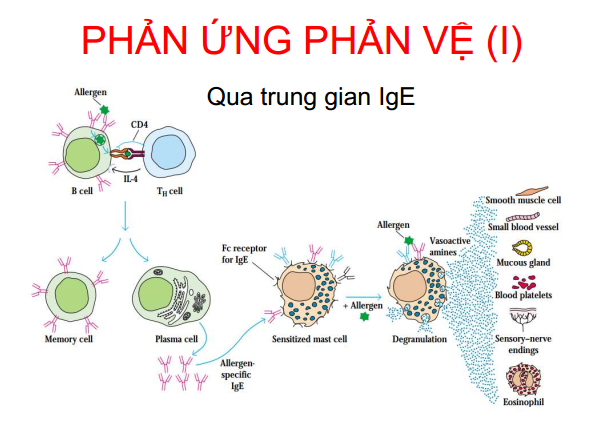 PHẢN ỨNG PHẢN VỆ (I)
Qua trung gian IgE
Allergen
CD4
B cell
IL-4
TH cell
Memory cell
Plasma cell
Allergen-
specific
IgE
Fc receptor
for IgE
Sensitized mast cell
+ Allergen
Allergen
Vasoactive
amines
Degranulation
Smooth muscle cell
Small blood vessel
Mucous gland
Blood platelets
Sensory-nerve
endings
Eosinophil